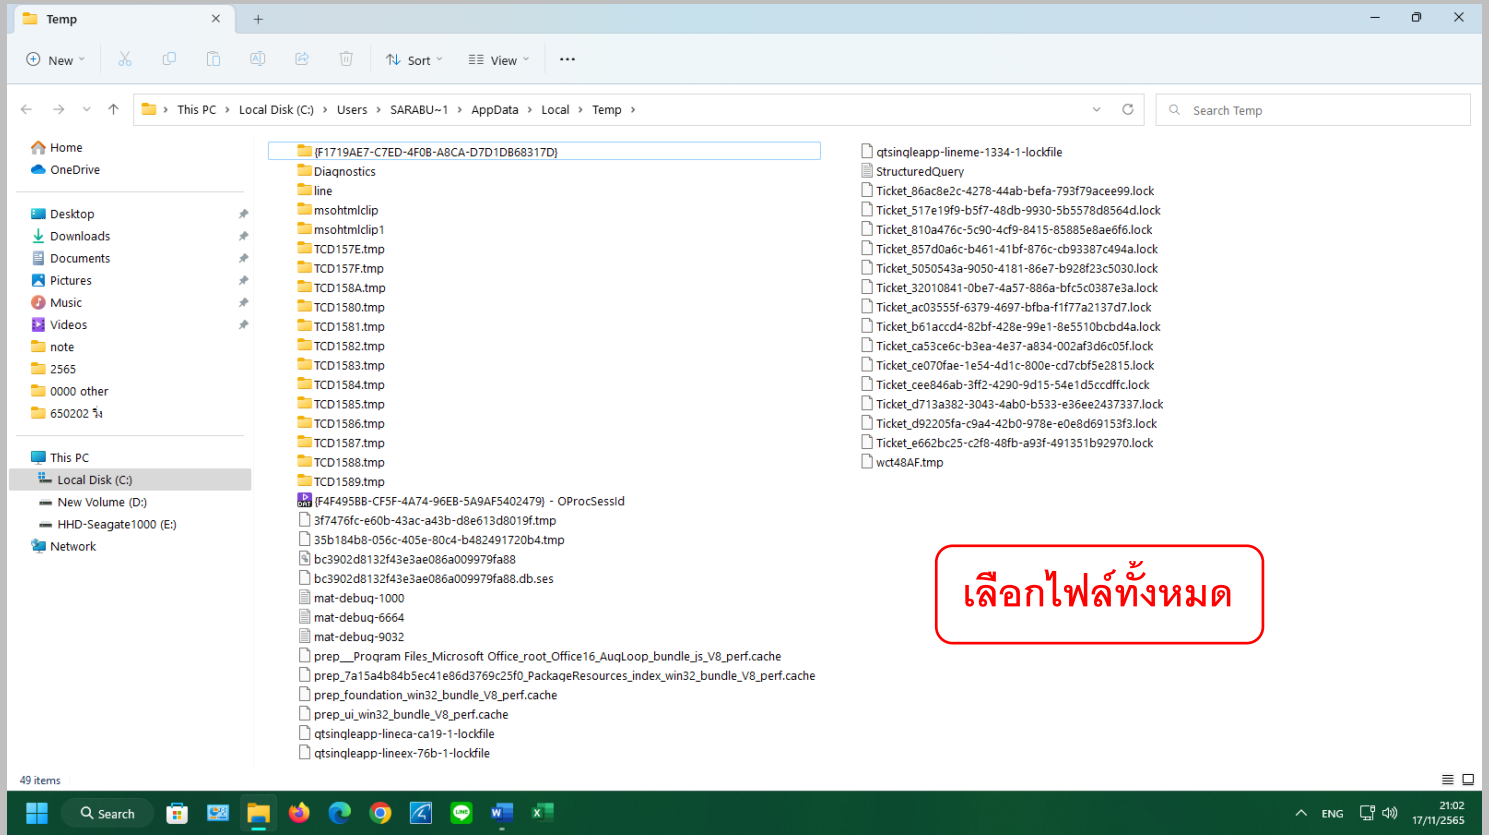 Temp
New
Sort
View
This PC > Local Disk (C:) > Users > SARABU~1 > AppData > Local > Temp >
Search Temp
Home
OneDrive
Desktop
Downloads
Documents
Pictures
Music
Videos
note
2565
0000 other
650202 วิ่ง
This PC
Local Disk (C:)
New Volume (D:)
HHD-Seagate1000 (E:)
Network
{F1719AE7-C7ED-4F0B-A8CA-D7D1DB68317D}
Diagnostics
line
msohtmlclip
msohtmlclip1
TCD157E.tmp
TCD157F.tmp
TCD158A.tmp
TCD1580.tmp
TCD1581.tmp
TCD1582.tmp
TCD1583.tmp
TCD1584.tmp
TCD1585.tmp
TCD1586.tmp
TCD1587.tmp
TCD1588.tmp
TCD1589.tmp
{F4F495BB-CF5F-4A74-96EB-5A9AF5402479} - OProcSessId
3f7476fc-e60b-43ac-a43b-d8e613d8019f.tmp
35b184b8-056c-405e-80c4-b482491720b4.tmp
bc3902d8132f43e3ae086a009979fa88
bc3902d8132f43e3ae086a009979fa88.db.ses
mat-debug-1000
mat-debug-6664
mat-debug-9032
prep__Program Files_Microsoft Office_root_Office16_AugLoop_bundle_js_V8_perf.cache
prep_7a15a4b84b5ec41e86d3769c25f0_PackageResources_index_win32_bundle_V8_perf.cache
prep_foundation_win32_bundle_V8_perf.cache
prep_ui_win32_bundle_V8_perf.cache
qtsingleapp-lineca-ca19-1-lockfile
qtsingleapp-lineex-76b-1-lockfile
qtsingleapp-lineme-1334-1-lockfile
StructuredQuery
Ticket_86ac8e2c-4278-44ab-befa-793f79acee99.lock
Ticket_517e19f9-b5f7-48db-9930-5b5578d8564d.lock
Ticket_810a476c-5c90-4cf9-8415-85885e8ae6f6.lock
Ticket_857d0a6c-b461-41bf-876c-cb93387c494a.lock
Ticket_5050543a-9050-4181-86e7-b928f23c5030.lock
Ticket_32010841-0be7-4a57-886a-bfc5c0387e3a.lock
Ticket_ac03555f-6379-4697-bfba-f1f77a2137d7.lock
Ticket_b61accd4-82bf-428e-99e1-8e5510bcbd4a.lock
Ticket_ca53ce6c-b3ea-4e37-a834-002af3d6c05f.lock
Ticket_ce070fae-1e54-4d1c-800e-cd7cbf5e2815.lock
Ticket_cee846ab-3ff2-4290-9d15-54e1d5ccdffc.lock
Ticket_d713a382-3043-4ab0-b533-e36ee2437337.lock
Ticket_d92205fa-c9a4-42b0-978e-e0e8d69153f3.lock
Ticket_e662bc25-c2f8-48fb-a93f-491351b92970.lock
wct48AF.tmp
เลือกไฟล์ทั้งหมด
49 items
Search
ENG
21:02
17/11/2565